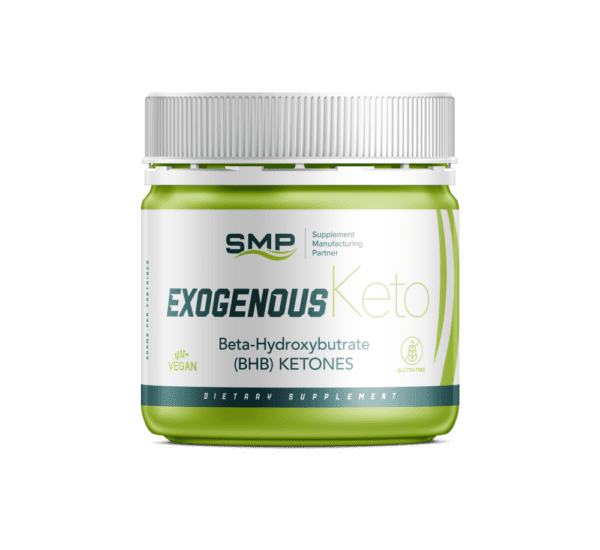 SMP
Supplement
Manufacturing
Partner
EXOGENOUS Keto
Beta-Hydroxybutrate
(BHB) KETONES
VEGAN
GLUTEN FREE
DIETARY SUPPLEMENT